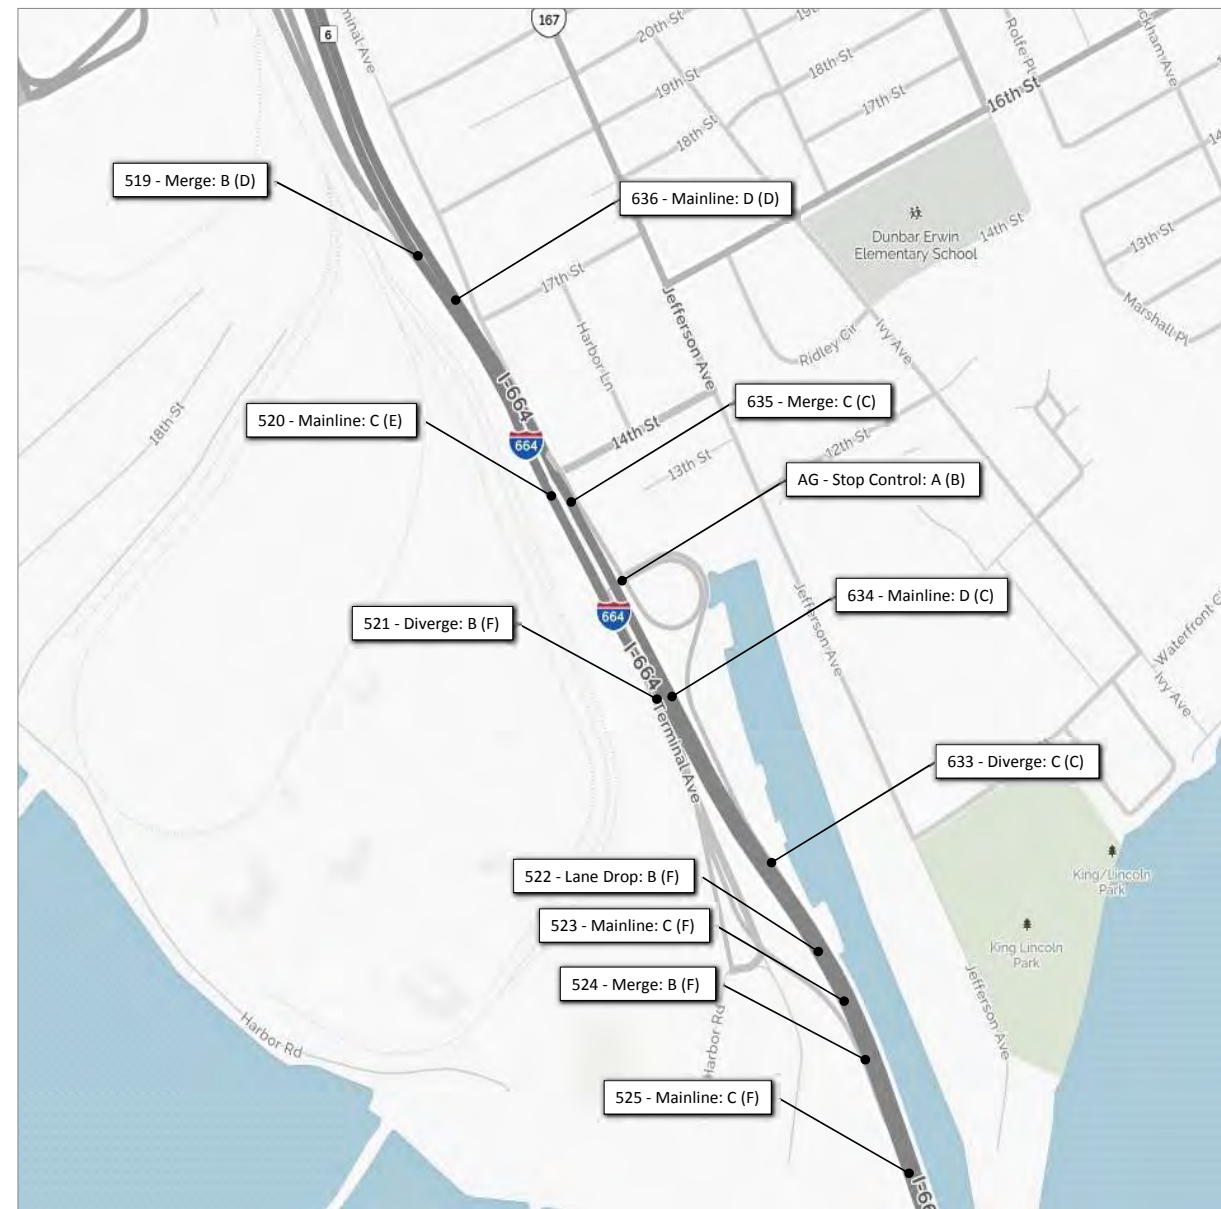 6
minal Ave
167
20th St
19th
ckham Ave
Rolfe Pl
18th St
19th St
17th St
16th St
18th St
519 - Merge: B (D)
636 - Mainline: D (D)
Dunbar Erwin
Elementary School
14th St
13th St
17th St
Jefferson Ave
Marshall Pl
Harbor Ln
Ridley Cir
Ivy Ave
I-664
520 - Mainline: C (E)
635 - Merge: C (C)
18th St
664
14th St
12th St
13th St
AG - Stop Control: A (B)
634 - Mainline: D (C)
521 - Diverge: B (F)
664
Jefferson Ave
Waterfront C
I-664
Ivy Ave
Terminal Ave
633 - Diverge: C (C)
522 - Lane Drop: B (F)
King/Lincoln
Park
523 - Mainline: C (F)
King Lincoln
Park
524 - Merge: B (F)
Jefferson Ave
Harbor Rd
Harbor Rd
525 - Mainline: C (F)
I-66